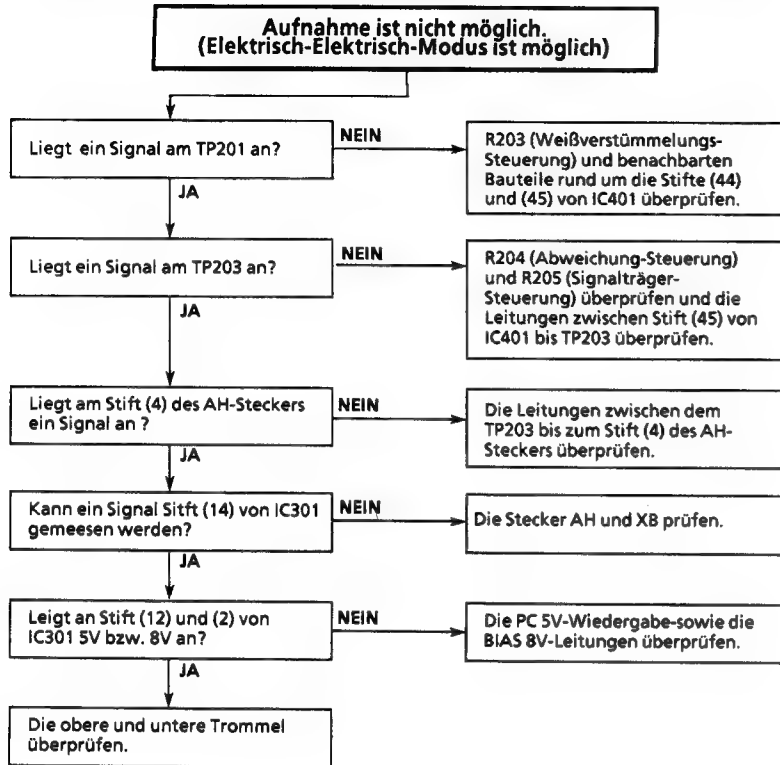 Aufnahme ist nicht möglich.
(Elektrisch-Elektrisch-Modus ist möglich)
Liegt ein Signal am TP201 an?
NEIN
R203 (Weißverstümmelungs-
Steuerung) und benachbarten
Bauteile rund um die Stifte (44)
und (45) von IC401 überprüfen.
JA
Liegt ein Signal am TP203 an?
NEIN
R204 (Abweichung-Steuerung)
und R205 (Signalträger-
Steuerung) überprüfen und die
Leitungen zwischen Stift (45) von
IC401 bis TP203 überprüfen.
JA
Liegt am Stift (4) des AH-Steckers
ein Signal an ?
NEIN
Die Leitungen zwischen dem
TP203 bis zum Stift (4) des AH-
Steckers überprüfen.
JA
Kann ein Signal Sitft (14) von IC301
gemeesen werden?
NEIN
Die Stecker AH und XB prüfen.
JA
Leigt an Stift (12) und (2) von
IC301 5V bzw. 8V an?
NEIN
Die PC 5V-Wiedergabe-sowie die
BIAS 8V-Leitungen überprüfen.
JA
Die obere und untere Trommel
überprüfen.